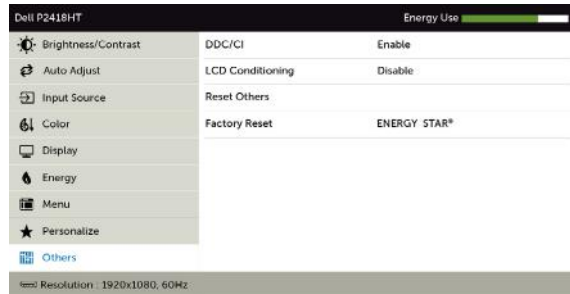 Dell P2418HT
Energy Use
Brightness/Contrast
DDC/CI Enable
Auto Adjust
LCD Conditioning Disable
Input Source
Reset Others
Color
Factory Reset ENERGY STAR®
Display
Energy
Menu
Personalize
Others
Resolution : 1920x1080, 60Hz